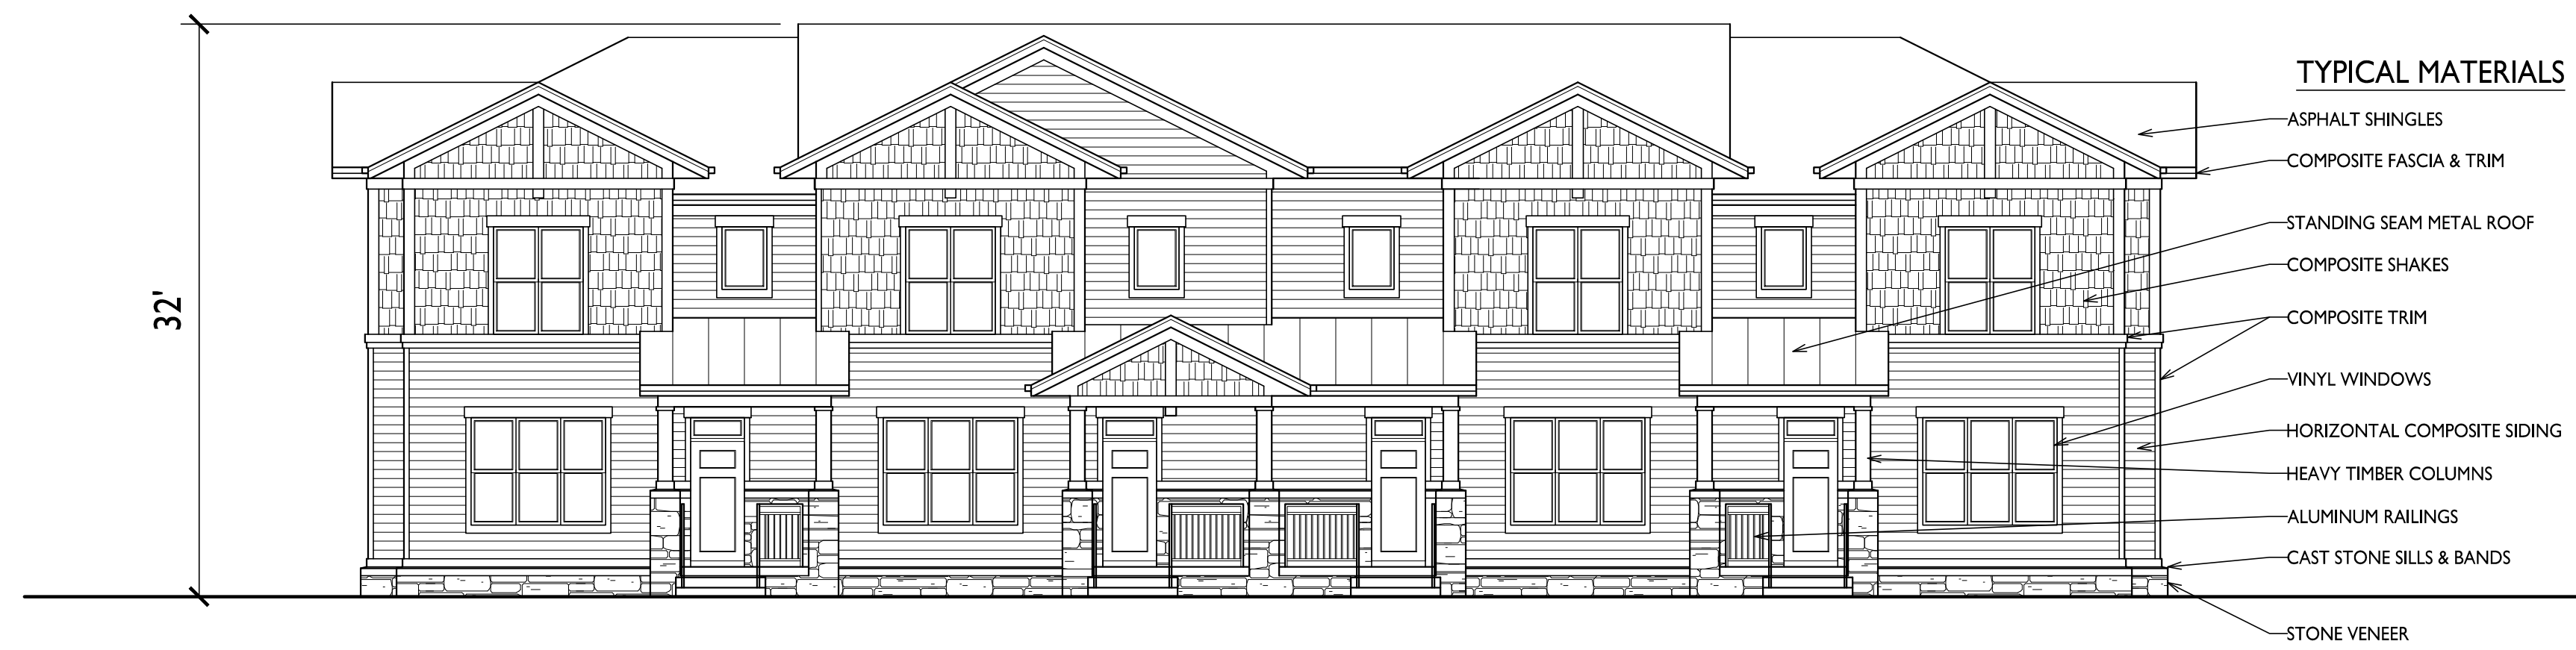 TYPICAL MATERIALS
ASPHALT SHINGLES
COMPOSITE FASCIA & TRIM
STANDING SEAM METAL ROOF
COMPOSITE SHAKES
COMPOSITE TRIM
VINYL WINDOWS
HORIZONTAL COMPOSITE SIDING
HEAVY TIMBER COLUMNS
ALUMINUM RAILINGS
CAST STONE SILLS & BANDS
STONE VENEER
32'